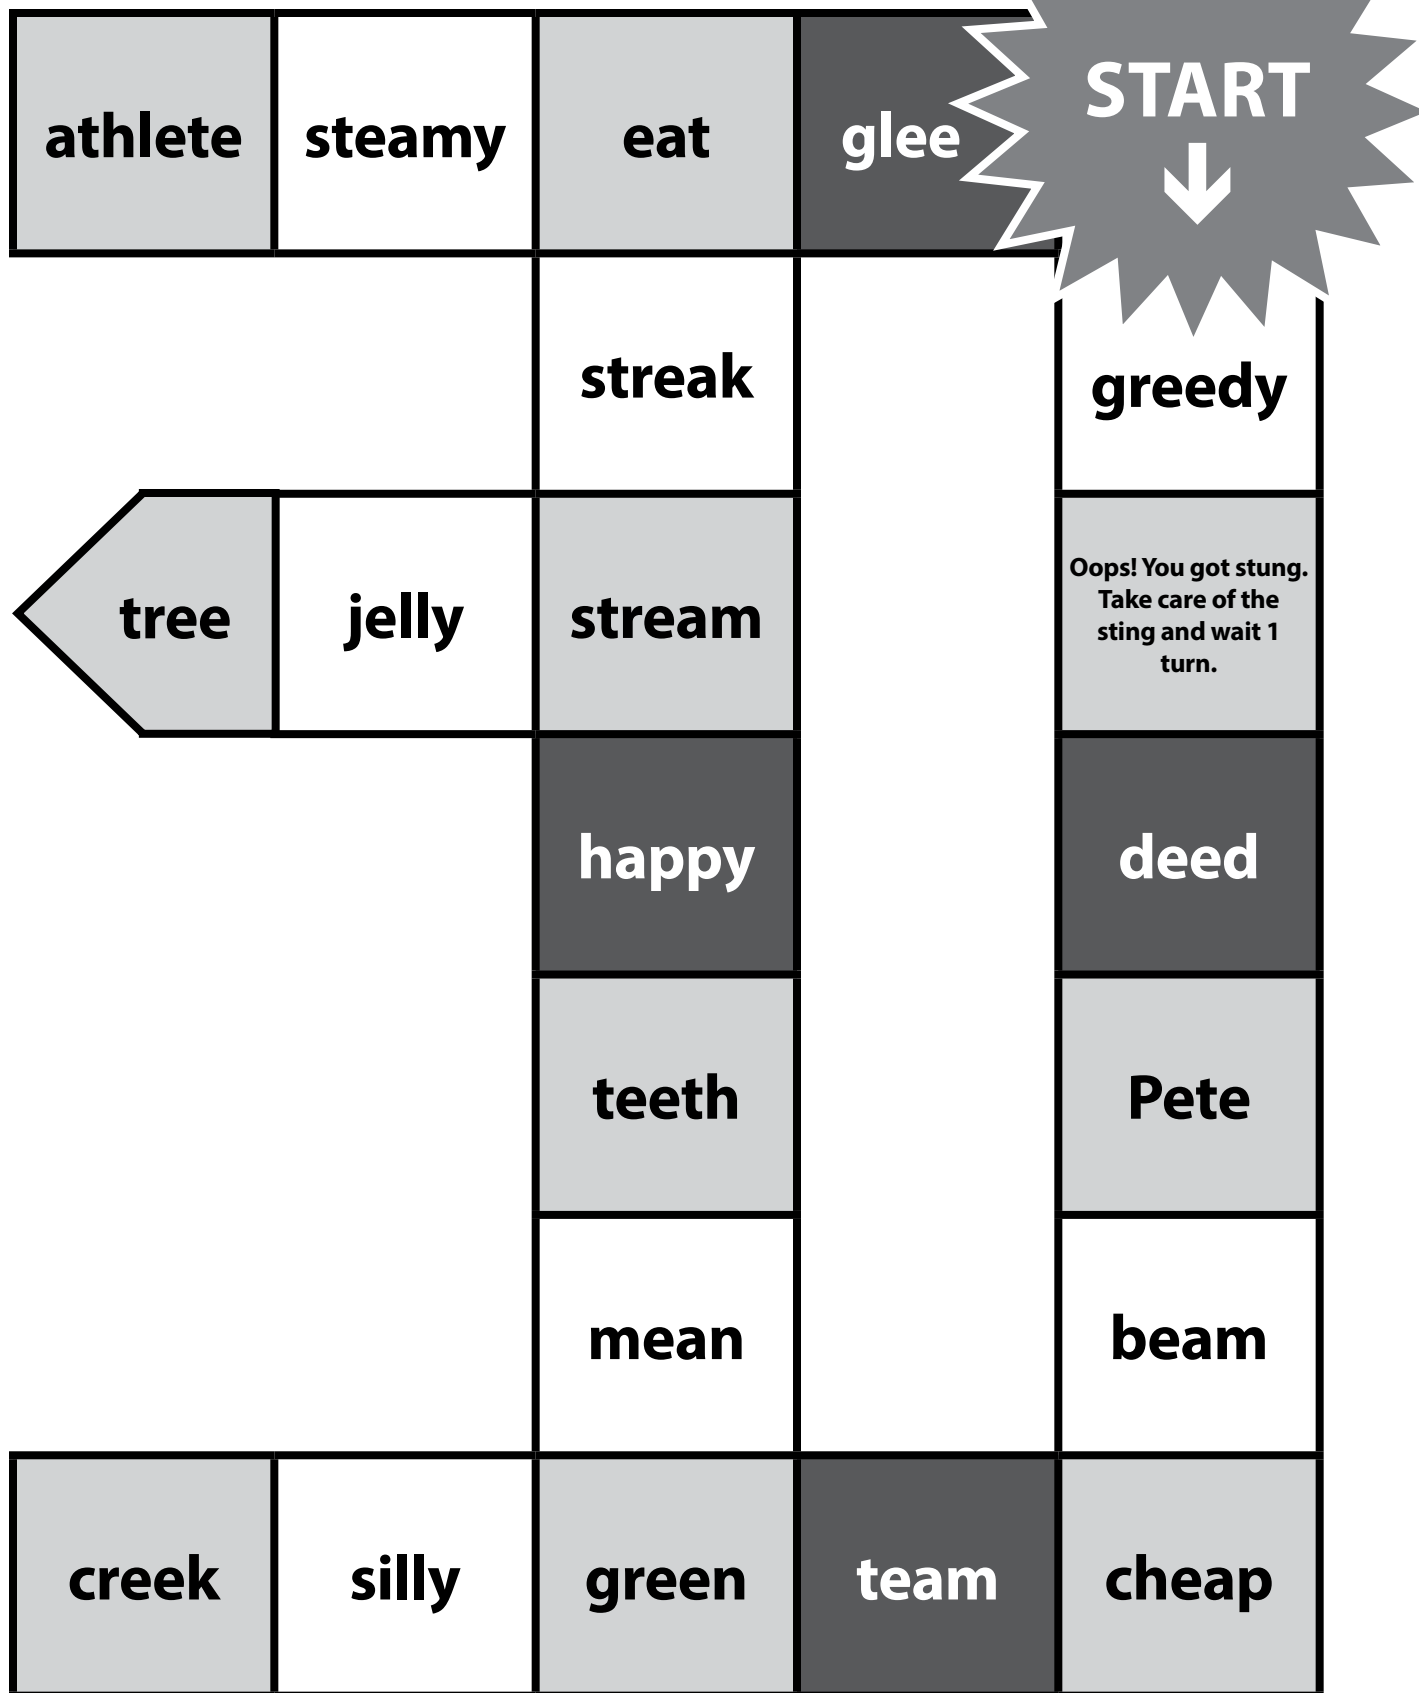 athlete
steamy
eat
glee
START
streak
greedy
tree
jelly
stream
Oops! You got stung.
Take care of the
sting and wait 1
turn.
happy
deed
teeth
Pete
mean
beam
creek
silly
green
team
cheap